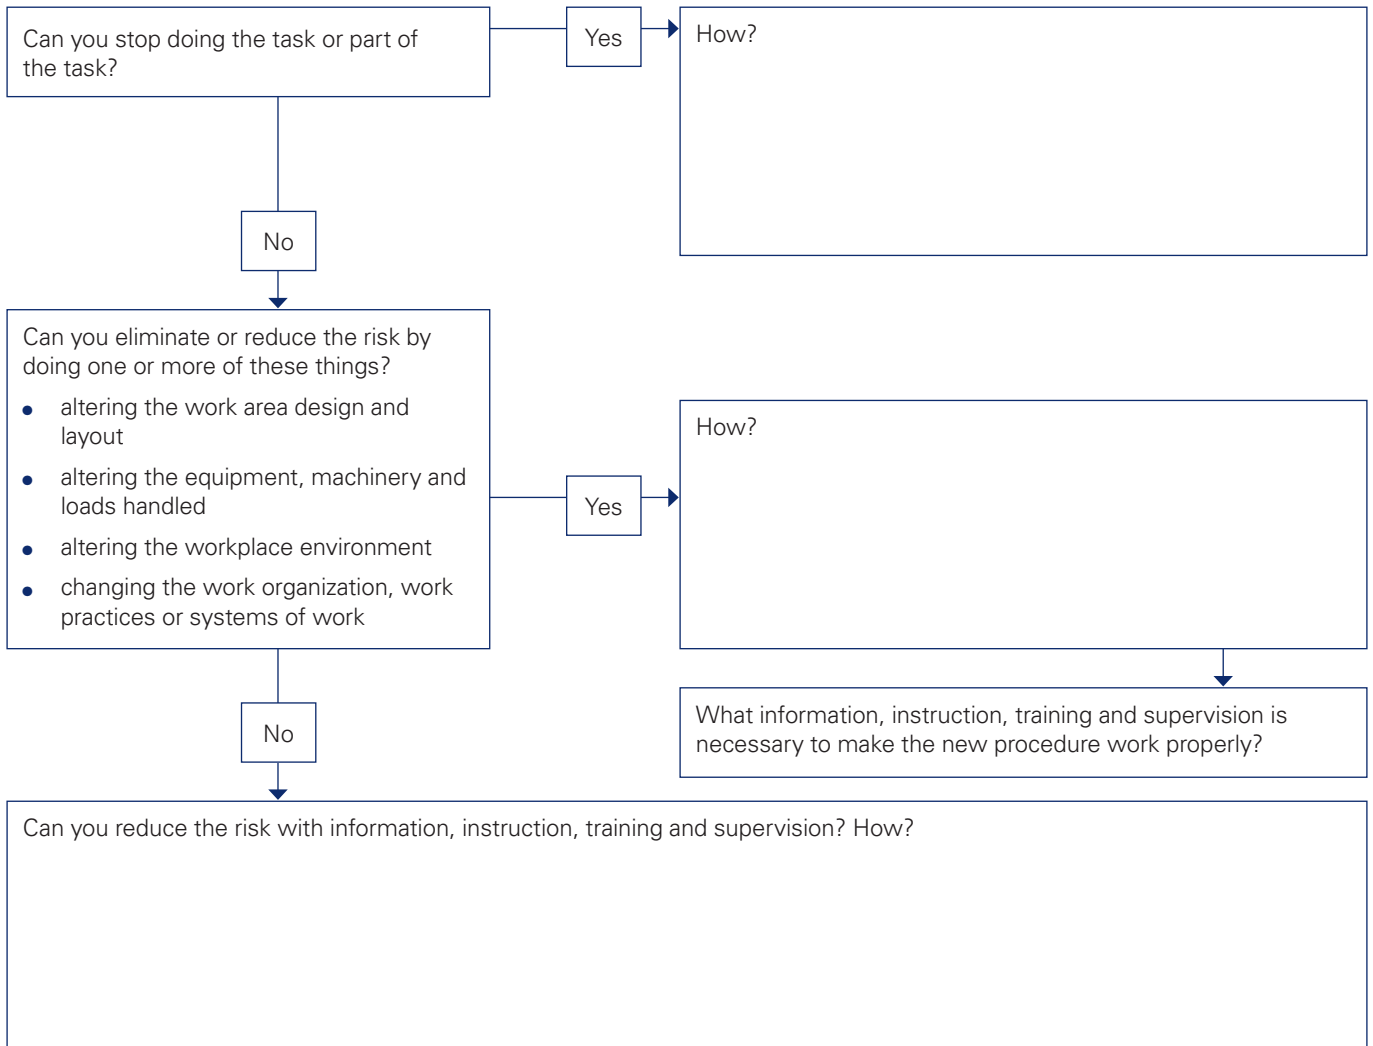 Can you stop doing the task or part of
the task?
Yes
How?
No
Can you eliminate or reduce the risk by
doing one or more of these things?
• altering the work area design and
layout
• altering the equipment, machinery and
loads handled
• altering the workplace environment
• changing the work organization, work
practices or systems of work
Yes
How?
What information, instruction, training and supervision is
necessary to make the new procedure work properly?
No
Can you reduce the risk with information, instruction, training and supervision? How?